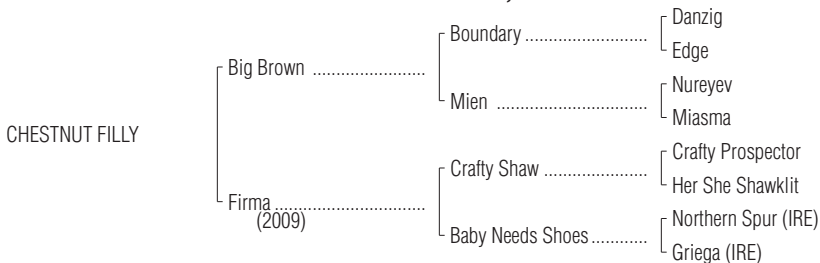 Danzig
Boundary ..................................
Edge
Big Brown .........................
Nureyev
Mien ..........................................
Miasma
CHESTNUT FILLY
Crafty Prospector
Crafty Shaw ............................
Her She Shawklit
Firma ..................................
(2009)
Northern Spur (IRE)
Baby Needs Shoes ...............
Griega (IRE)